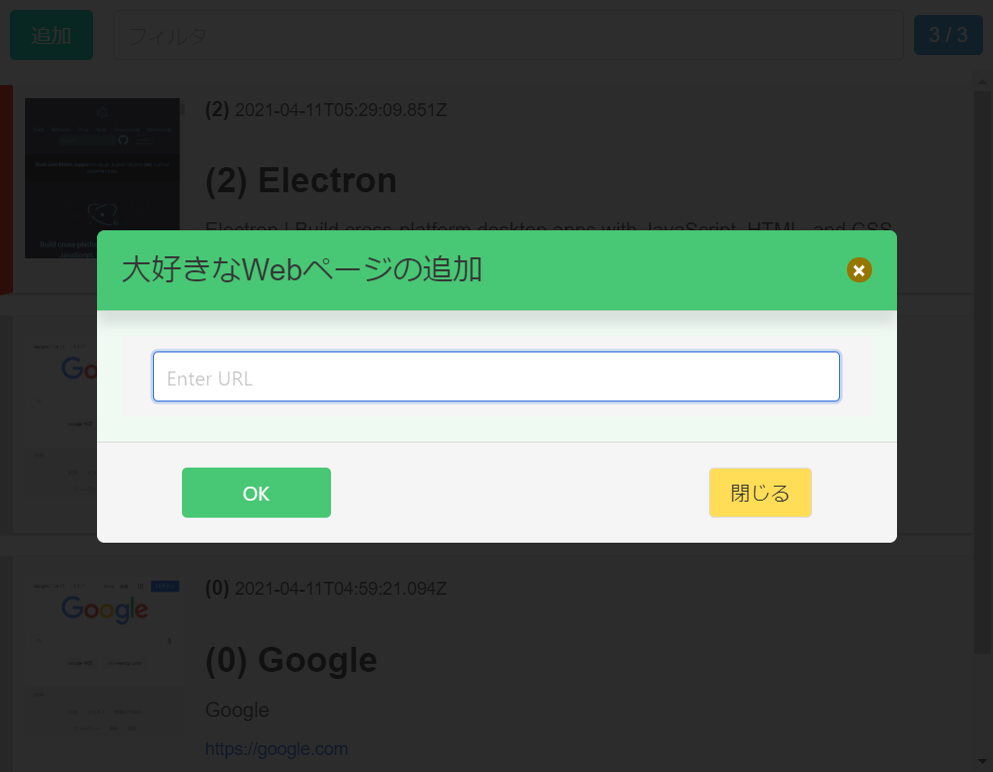 追加
フィルタ
3 / 3
(2) 2021-04-11T05:29:09.851Z
(2) Electron
Electron | Build cross-platform desktop apps with JavaScript, HTML, and CSS
大好きなWebページの追加
Enter URL
OK
閉じる
Google
(0) 2021-04-11T04:59:21.094Z
(0) Google
Google
https://google.com